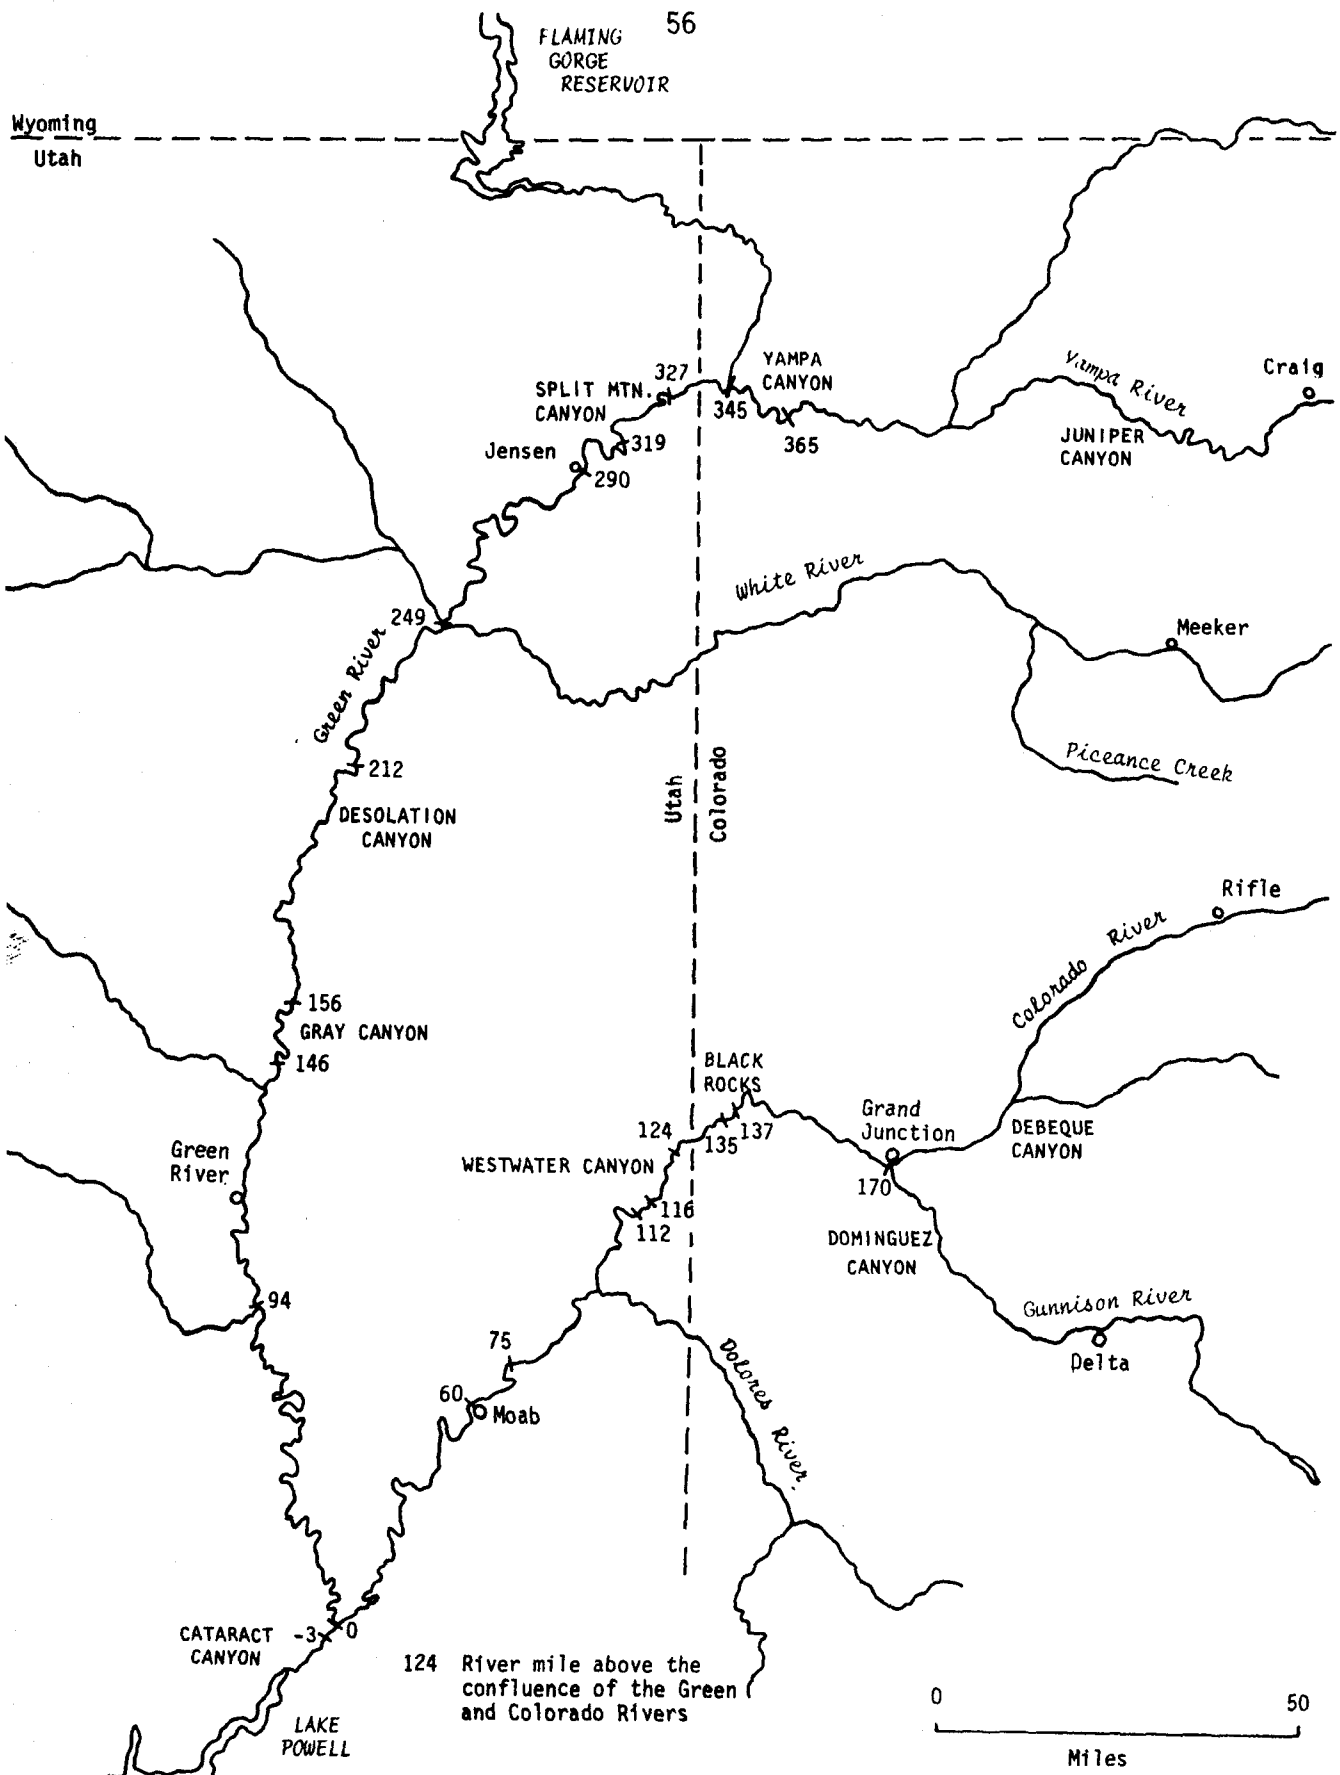 56
FLAMING
GORGE
RESERVOIR
Wyoming
Utah
YAMPA
CANYON
Yampa River
Craig
327
SPLIT MTN.
CANYON
345
365
JUNIPER
CANYON
319
Jensen
290
White River
249
Green River
Meeker
212
Piceance Creek
Utah
Colorado
DESOLATION
CANYON
Rifle
Colorado River
156
GRAY CANYON
146
BLACK
ROCKS
Grand
Junction
124
135
137
DEBEQUE
CANYON
Green
River
WESTWATER CANYON
170
116
112
DOMINGUEZ
CANYON
94
Gunnison River
75
Dolores River
Delta
60
Moab
CATARACT
CANYON
-3
0
124 River mile above the
confluence of the Green
and Colorado Rivers
0 50
Miles
LAKE
POWELL